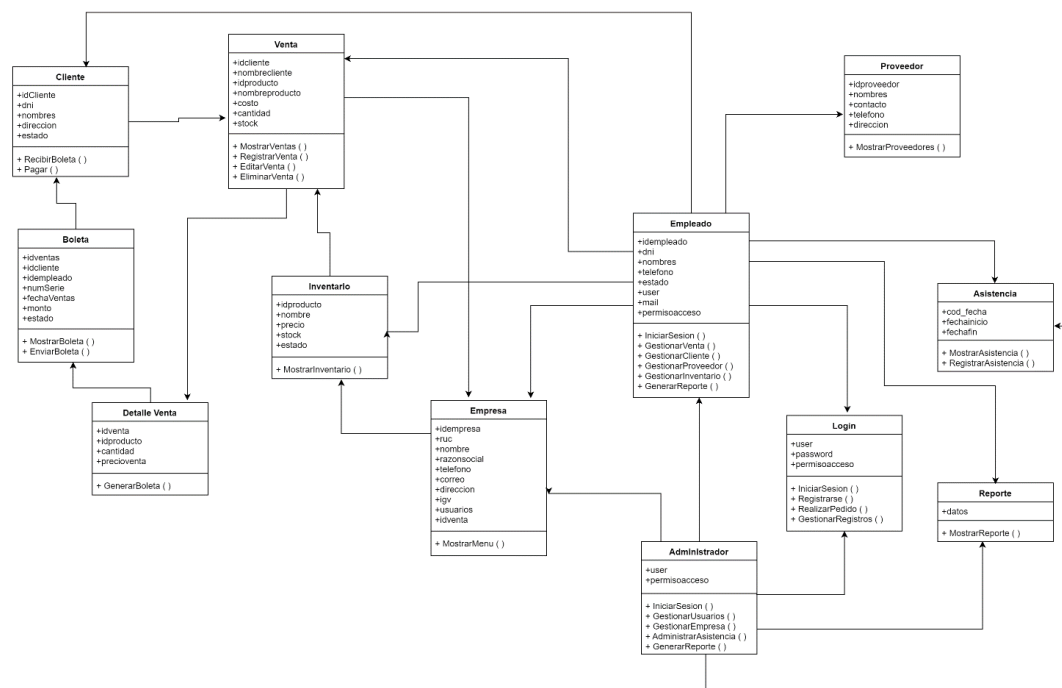 Venta
+idcliente
+nombrecliente
+idproducto
+nombreproducto
+costo
+cantidad
+stock
+ MostrarVentas ( )
+ RegistrarVenta ( )
+ EditarVenta ( )
+ EliminarVenta ( )
Cliente
+idCliente
+dni
+nombres
+direccion
+estado
+ RecibirBoleta ( )
+ Pagar ( )
Proveedor
+idproveedor
+nombres
+contacto
+telefono
+direccion
+ MostrarProveedores ( )
Boleta
+idventas
+idcliente
+idempleado
+numSerie
+fechaVentas
+monto
+estado
+ MostrarBoleta ( )
+ EnviarBoleta ( )
Inventario
+idproducto
+nombre
+precio
+stock
+estado
+ MostrarInventario ( )
Empleado
+idempleado
+dni
+nombres
+telefono
+estado
+user
+mail
+permisoacceso
+ IniciarSesion ( )
+ GestionarVenta ( )
+ GestionarCliente ( )
+ GestionarProveedor ( )
+ GestionarInventario ( )
+ GenerarReporte ( )
Asistencia
+cod_fecha
+fechainicio
+fechafin
+ MostrarAsistencia ( )
+ RegistrarAsistencia ( )
Detalle Venta
+idventa
+idproducto
+cantidad
+precioventa
+ GenerarBoleta ( )
Empresa
+idempresa
+ruc
+nombre
+razonsocial
+telefono
+correo
+direccion
+igv
+usuarios
+idventa
+ MostrarMenu ( )
Login
+user
+password
+permisoacceso
+ IniciarSesion ( )
+ Registrarse ( )
+ RealizarPedido ( )
+ GestionarRegistros ( )
Reporte
+datos
+ MostrarReporte ( )
Administrador
+user
+permisoacceso
+ IniciarSesion ( )
+ GestionarUsuarios ( )
+ GestionarEmpresa ( )
+ AdministrarAsistencia ( )
+ GenerarReporte ( )